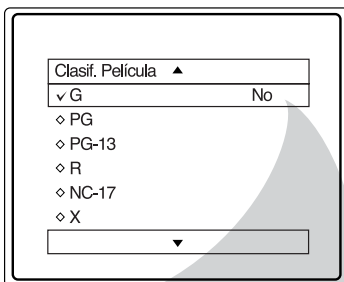 Clasif. Película ▲
✓ G No
◇ PG
◇ PG-13
◇ R
◇ NC-17
◇ X
▼